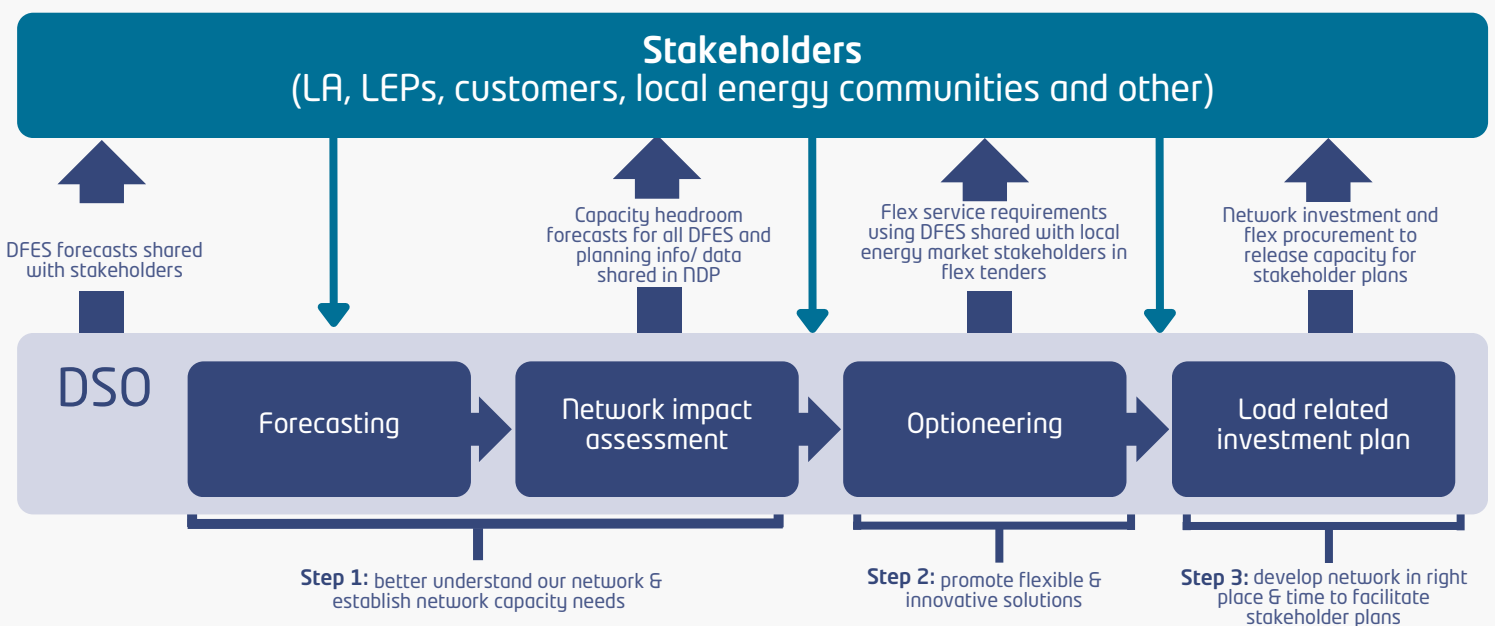 Stakeholders
(LA, LEPs, customers, local energy communities and other)
DFES forecasts shared
with stakeholders
Capacity headroom
forecasts for all DFES and
planning info/ data
shared in NDP
Flex service requirements
using DFES shared with local
energy market stakeholders in
flex tenders
Network investment and
flex procurement to
release capacity for
stakeholder plans
DSO
Forecasting
Network impact
assessment
Optioneering
Load related
investment plan
Step 1: better understand our network &
establish network capacity needs
Step 2: promote flexible &
innovative solutions
Step 3: develop network in right
place & time to facilitate
stakeholder plans